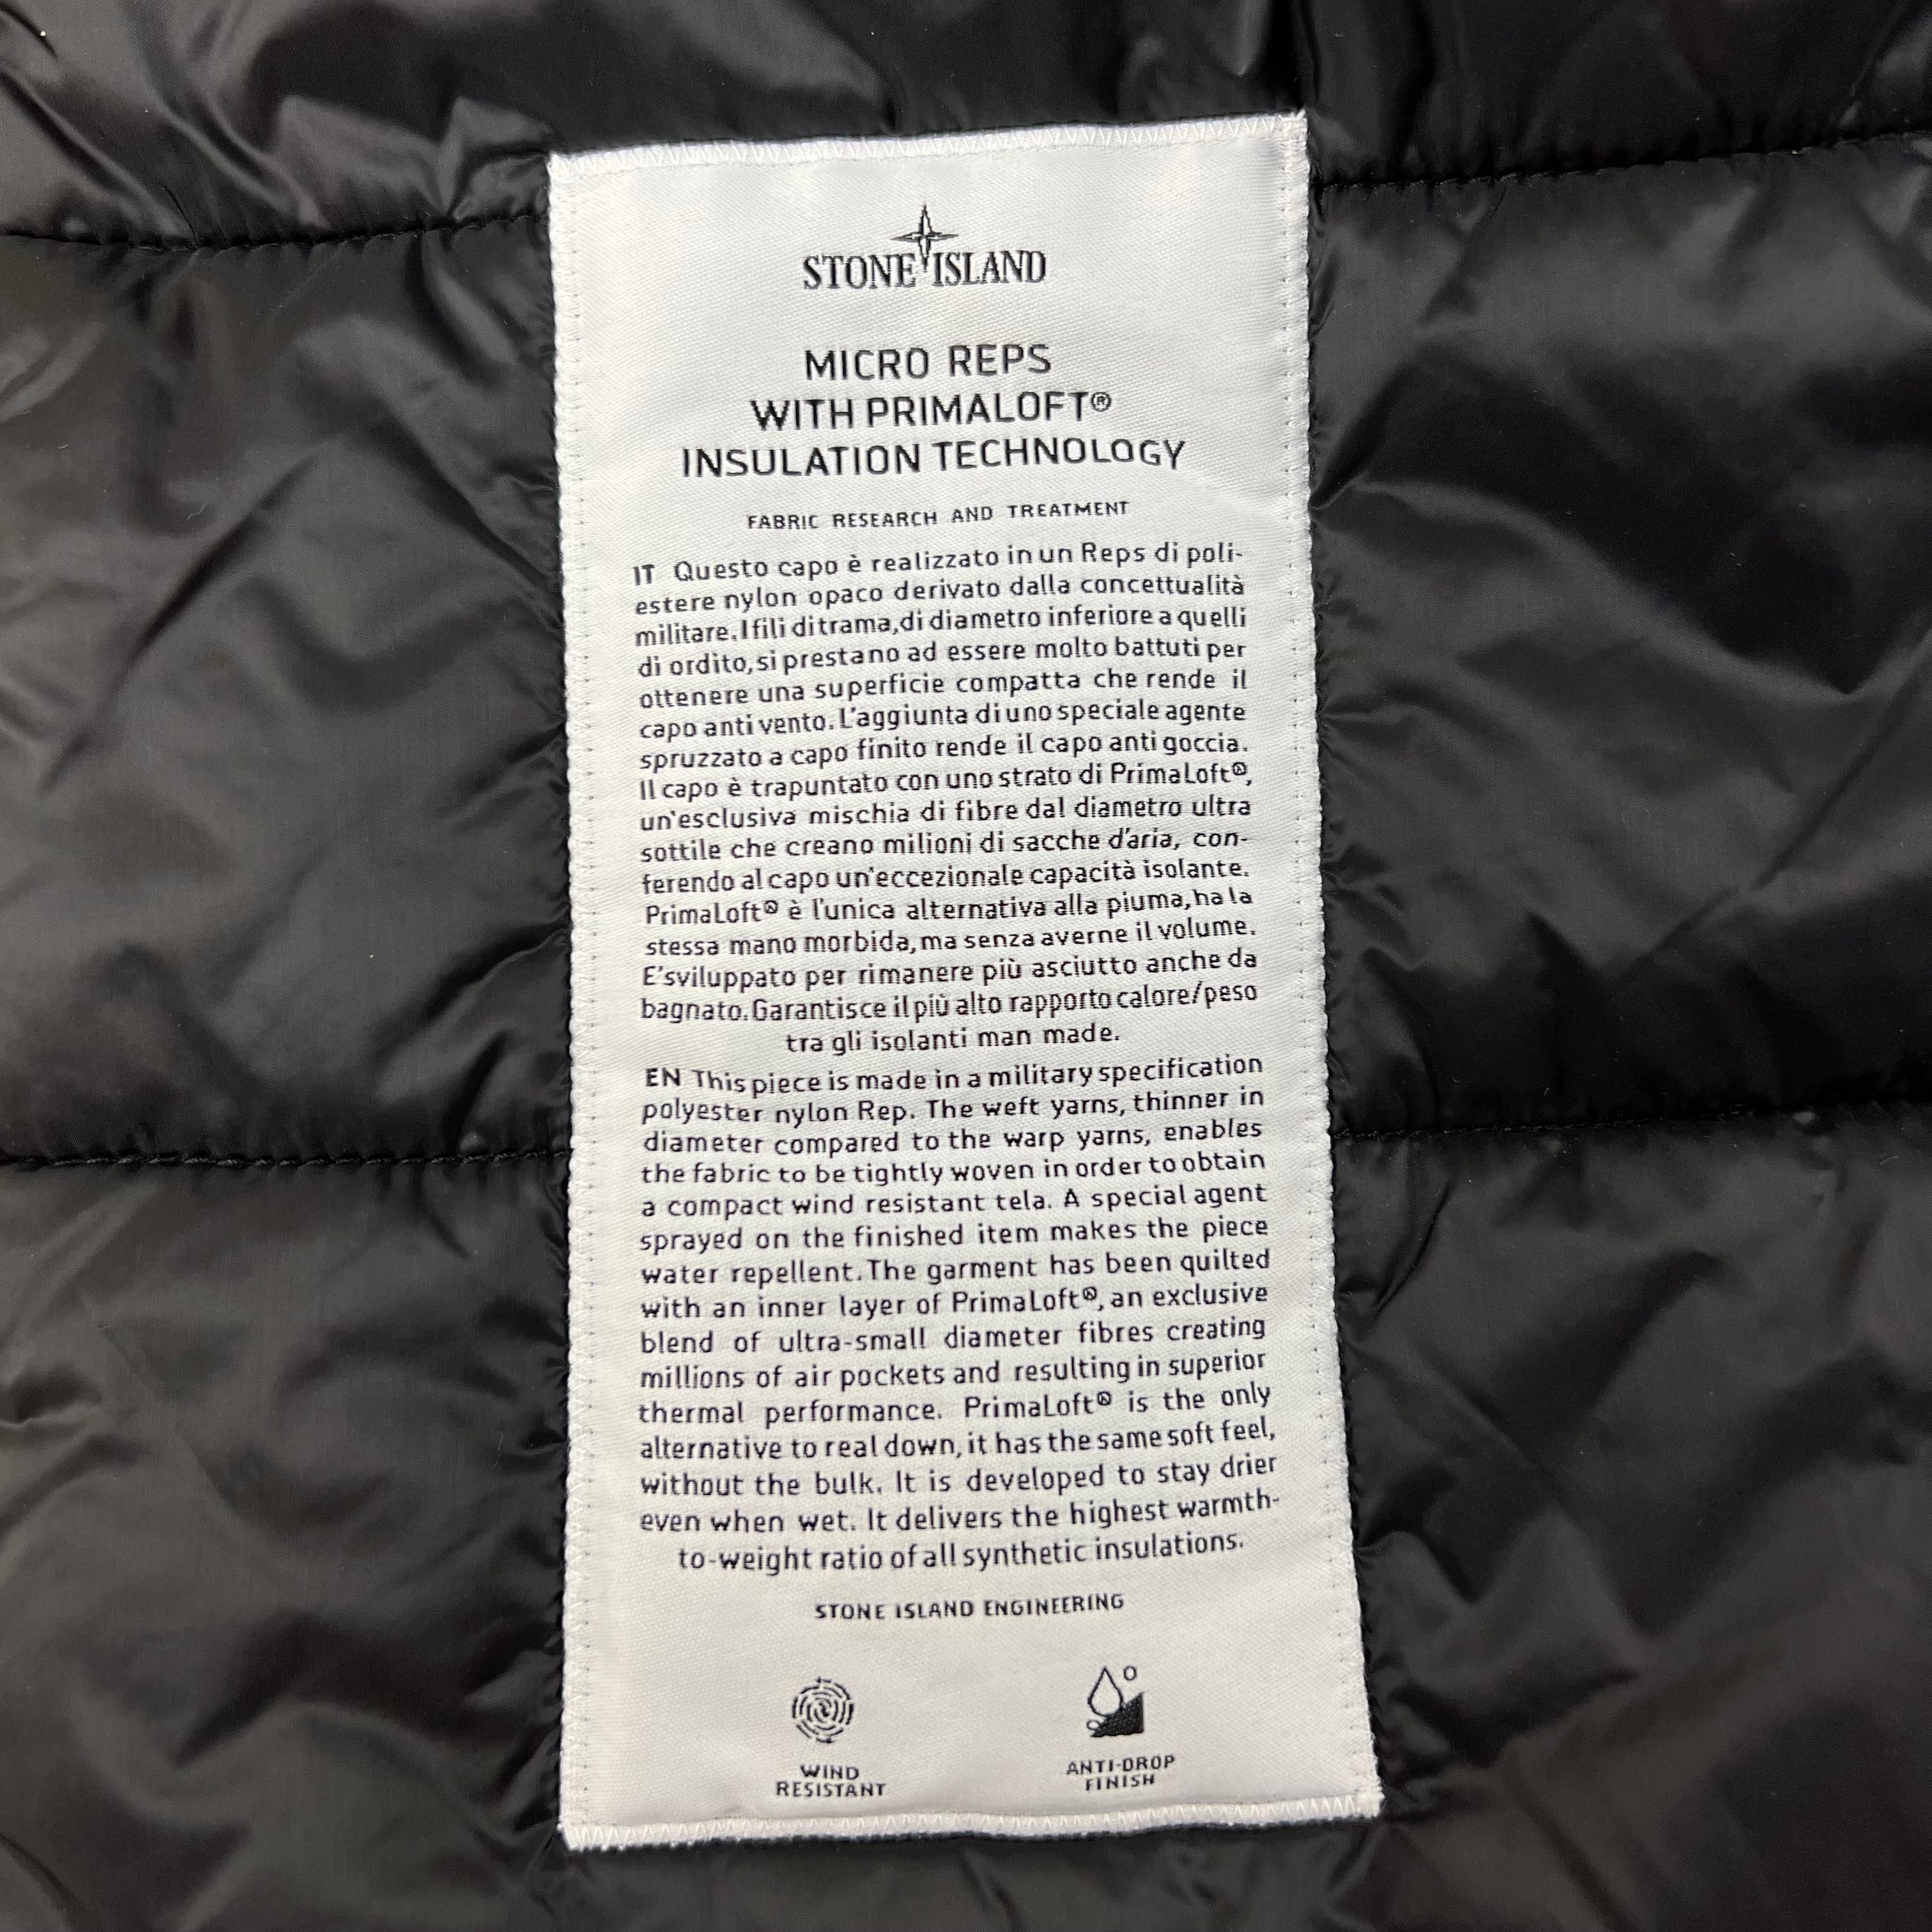 STONE ISLAND
MICRO REPS
WITH PRIMALOFT®
INSULATION TECHNOLOGY
FABRIC RESEARCH AND TREATMENT
IT Questo capo è realizzato in un Reps di poli-
estere nylon opaco derivato dalla concettualità
militare. I fili di trama, di diametro inferiore a quelli
di ordito, si prestano ad essere molto battuti per
ottenere una superficie compatta che rende il
capo anti vento. L'aggiunta di uno speciale agente
spruzzato a capo finito rende il capo anti goccia.
Il capo è trapuntato con uno strato di PrimaLoft®,
un'esclusiva mischia di fibre dal diametro ultra
sottile che creano milioni di sacche d'aria, con-
ferendo al capo un'eccezionale capacità isolante.
PrimaLoft® è l'unica alternativa alla piuma, ha la
stessa mano morbida, ma senza averne il volume.
E'sviluppato per rimanere più asciutto anche da
bagnato. Garantisce il più alto rapporto calore/peso
tra gli isolanti man made.
EN This piece is made in a military specification
polyester nylon Rep. The weft yarns, thinner in
diameter compared to the warp yarns, enables
the fabric to be tightly woven in order to obtain
a compact wind resistant tela. A special agent
sprayed on the finished item makes the piece
water repellent. The garment has been quilted
with an inner layer of PrimaLoft®, an exclusive
blend of ultra-small diameter fibres creating
millions of air pockets and resulting in superior
thermal performance. PrimaLoft® is the only
alternative to real down, it has the same soft feel,
without the bulk. It is developed to stay drier
even when wet. It delivers the highest warmth-
to-weight ratio of all synthetic insulations.
STONE ISLAND ENGINEERING
WIND
RESISTANT
ANTI-DROP
FINISH